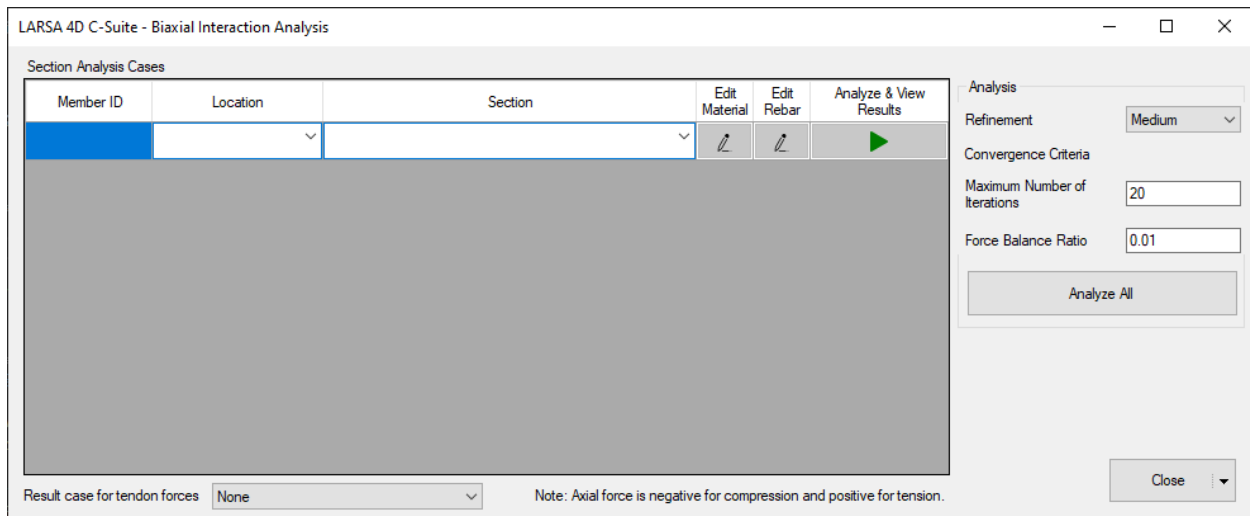 LARSA 4D C-Suite - Biaxial Interaction Analysis
Section Analysis Cases
Member ID
Location
Section
Edit
Material
Edit
Rebar
Analyze & View
Results
Analysis
Refinement
Medium
Convergence Criteria
Maximum Number of
Iterations
20
Force Balance Ratio
0.01
Analyze All
Result case for tendon forces
None
Note: Axial force is negative for compression and positive for tension.
Close